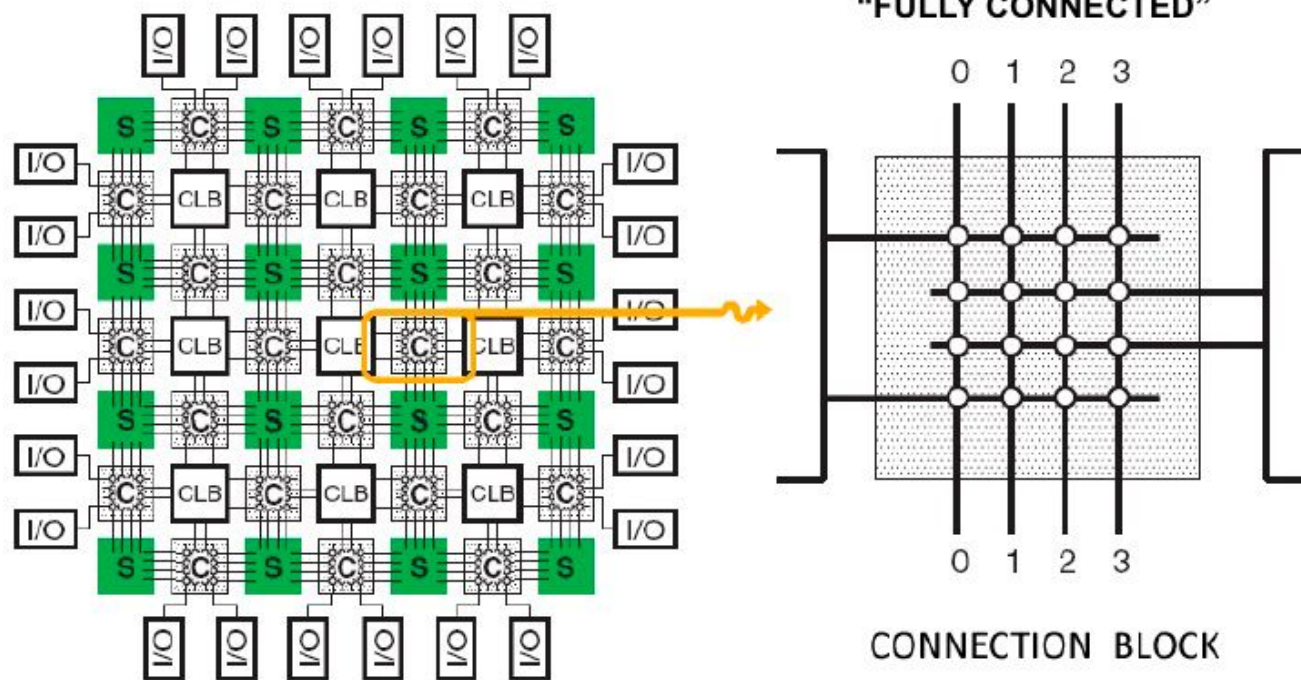 "FULLY CONNECTED"
I/O I/O I/O I/O I/O I/O
0 1 2 3
S C S C S C S
I/O I/O
C CLB C CLB C CLB C
I/O I/O
S C S C S C S
I/O I/O
C CLB C CLB C CLB C
I/O I/O
S C S C S C S
I/O I/O
C CLB C CLB C CLB C
I/O I/O
S C S C S C S
0 1 2 3
I/O I/O I/O I/O I/O I/O
CONNECTION BLOCK